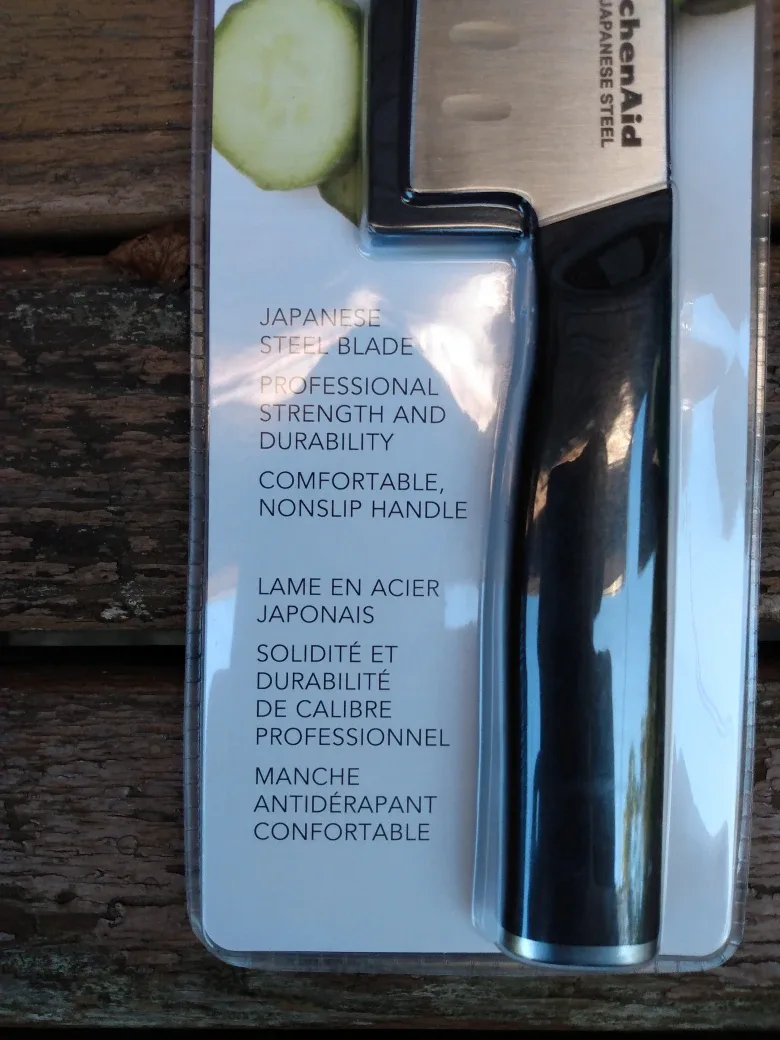 chenAid
JAPANESE STEEL
JAPANESE
STEEL BLADE
PROFESSIONAL
STRENGTH AND
DURABILITY
COMFORTABLE,
NONSLIP HANDLE
LAME EN ACIER
JAPONAIS
SOLIDITÉ ET
DURABILITÉ
DE CALIBRE
PROFESSIONNEL
MANCHE
ANTIDÉRAPANT
CONFORTABLE